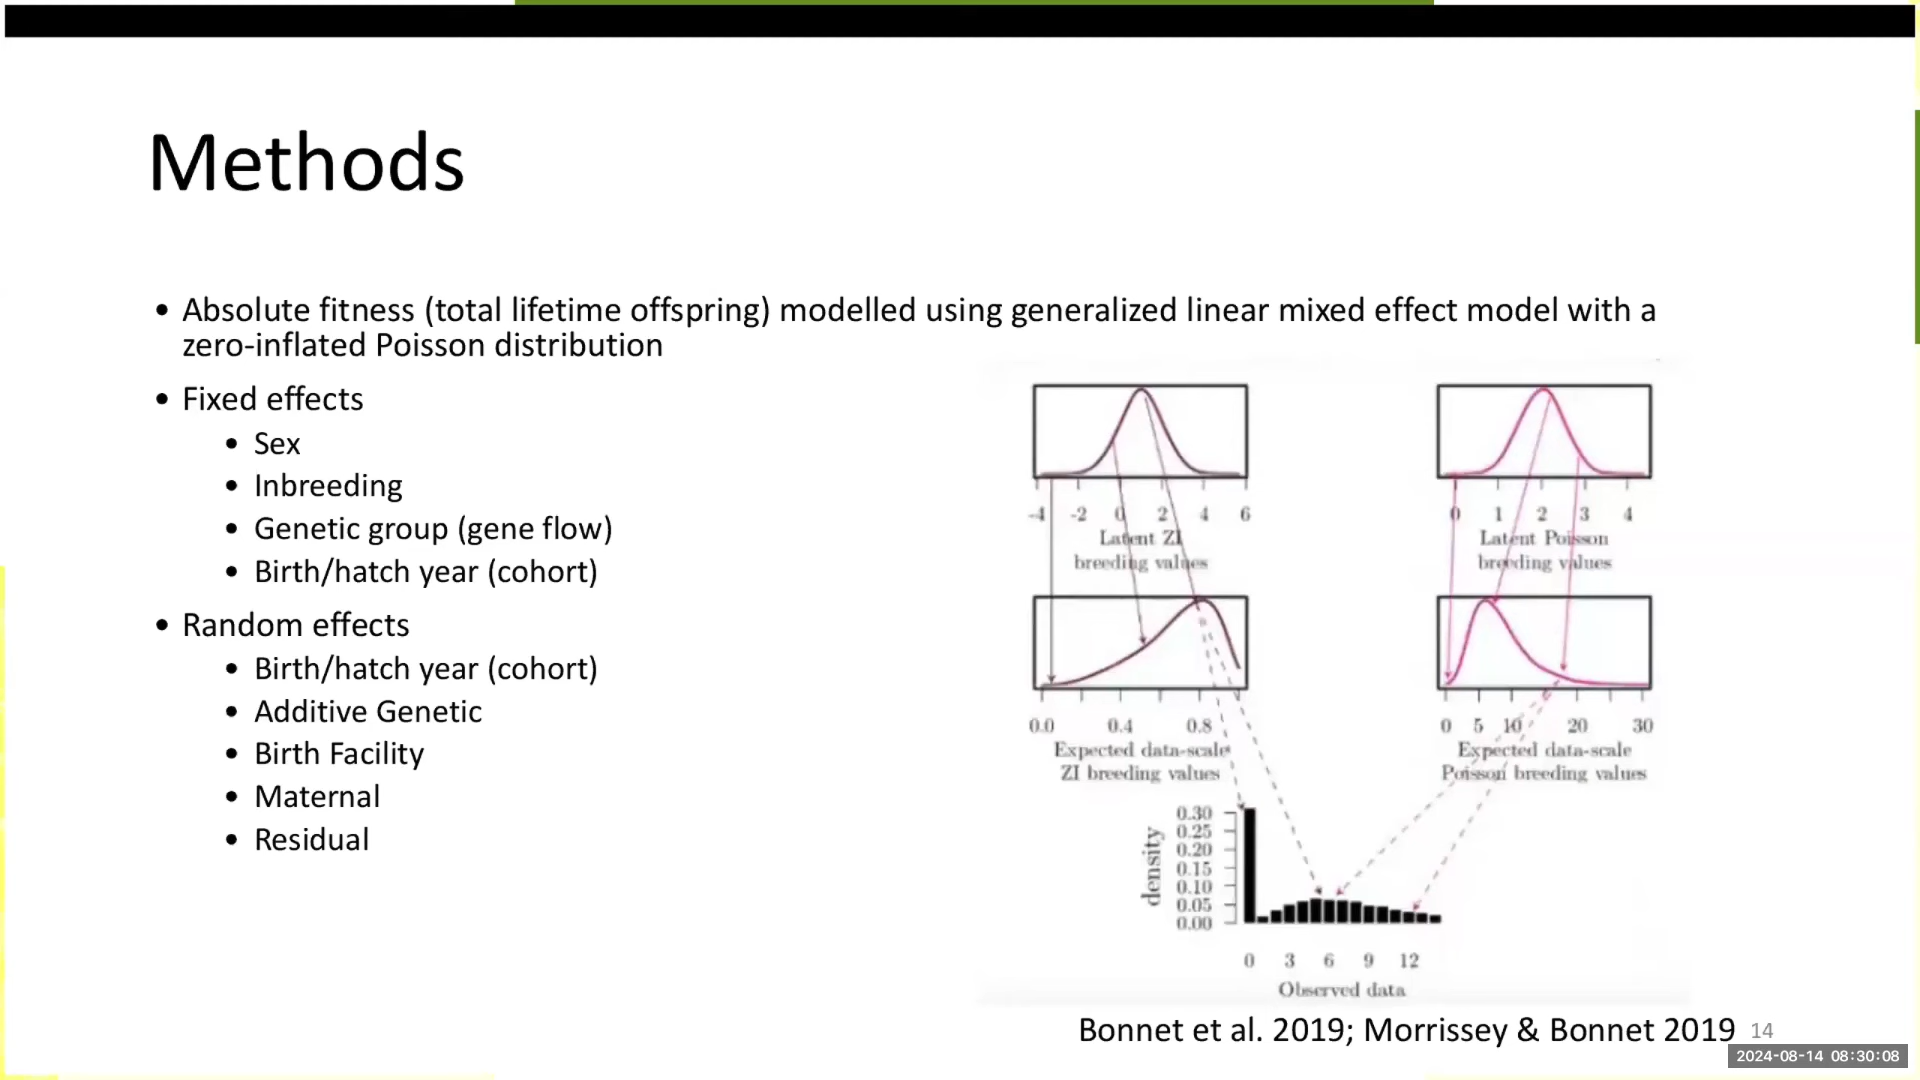 Methods
• Absolute fitness (total lifetime offspring) modelled using generalized linear mixed effect model with a
zero-inflated Poisson distribution
• Fixed effects
• Sex
• Inbreeding
• Genetic group (gene flow)
• Birth/hatch year (cohort)
• Random effects
• Birth/hatch year (cohort)
• Additive Genetic
• Birth Facility
• Maternal
• Residual
-4 -2 0 2 4 6
Latent ZI
breeding values
0 1 2 3 4
Latent Poisson
breeding values
0.0 0.4 0.8
Expected data-scale
ZI breeding values
0 5 10 20 30
Expected data-scale
Poisson breeding values
density
0.30
0.25
0.20
0.15
0.10
0.05
0.00
0 3 6 9 12
Observed data
Bonnet et al. 2019; Morrissey & Bonnet 2019
14
2024-08-14 08:30:08